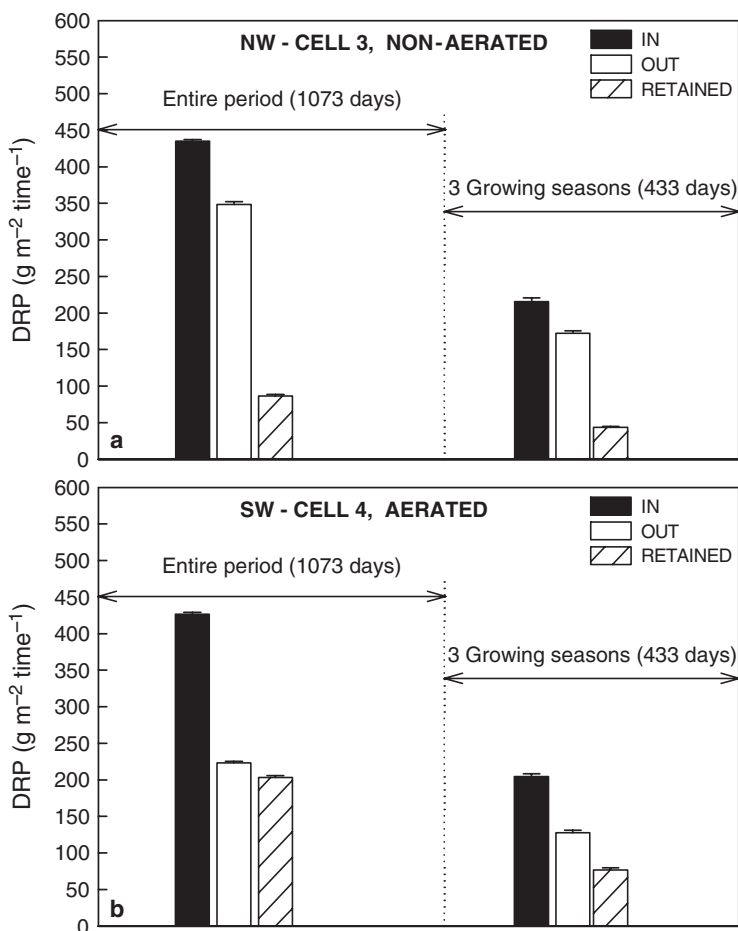 NW - CELL 3, NON-AERATED
IN
OUT
RETAINED
Entire period (1073 days)
3 Growing seasons (433 days)
DRP (g m⁻² time⁻¹)
600
550
500
450
400
350
300
250
200
150
100
50
0
a
SW - CELL 4, AERATED
IN
OUT
RETAINED
Entire period (1073 days)
3 Growing seasons (433 days)
DRP (g m⁻² time⁻¹)
600
550
500
450
400
350
300
250
200
150
100
50
0
b